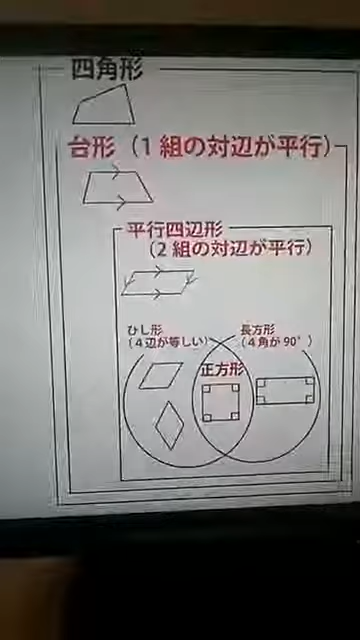 四角形
台形（1組の対辺が平行）
平行四辺形
（2組の対辺が平行）
ひし形
（4辺が等しい）
長方形
（4角が90°）
正方形